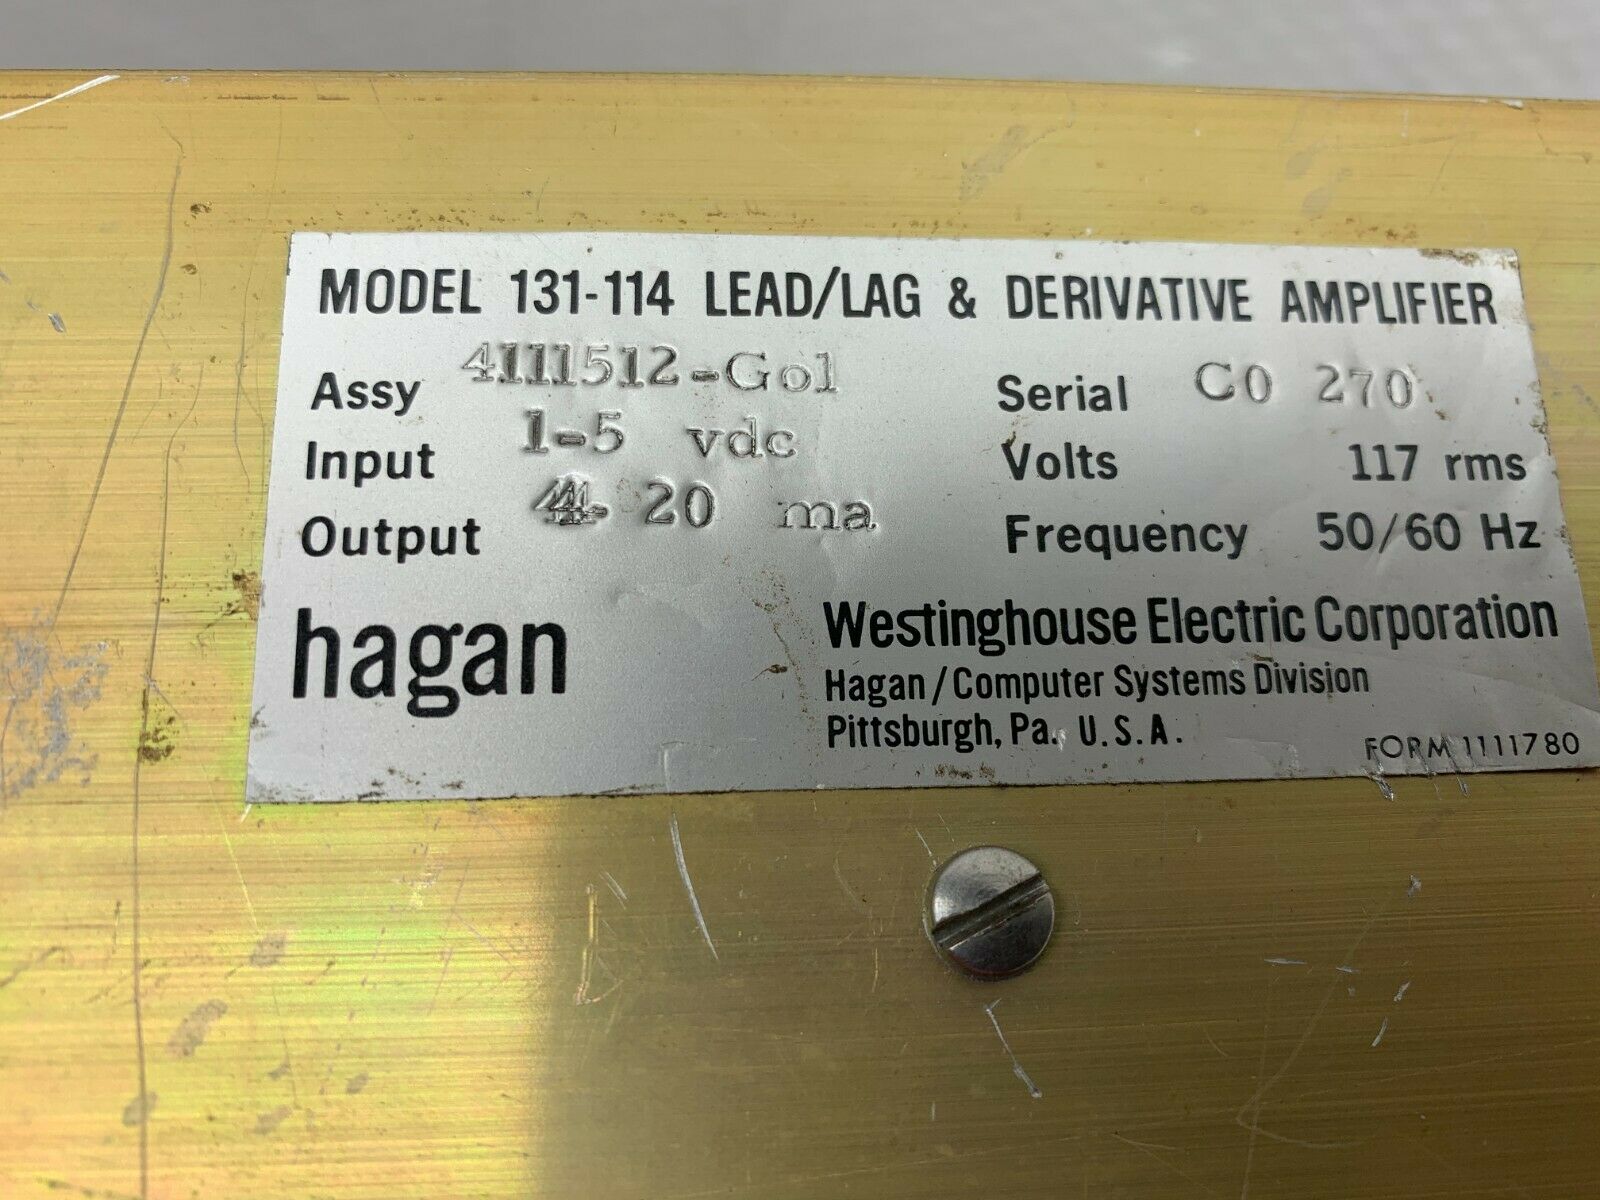 MODEL 131-114 LEAD/LAG & DERIVATIVE AMPLIFIER
Assy 4111512-Go1 Serial CO 270
Input 1-5 vdc Volts 117 rms
Output 4- 20 ma Frequency 50/60 Hz
hagan Westinghouse Electric Corporation
Hagan/Computer Systems Division
Pittsburgh, Pa. U.S.A.
FORM 1111780